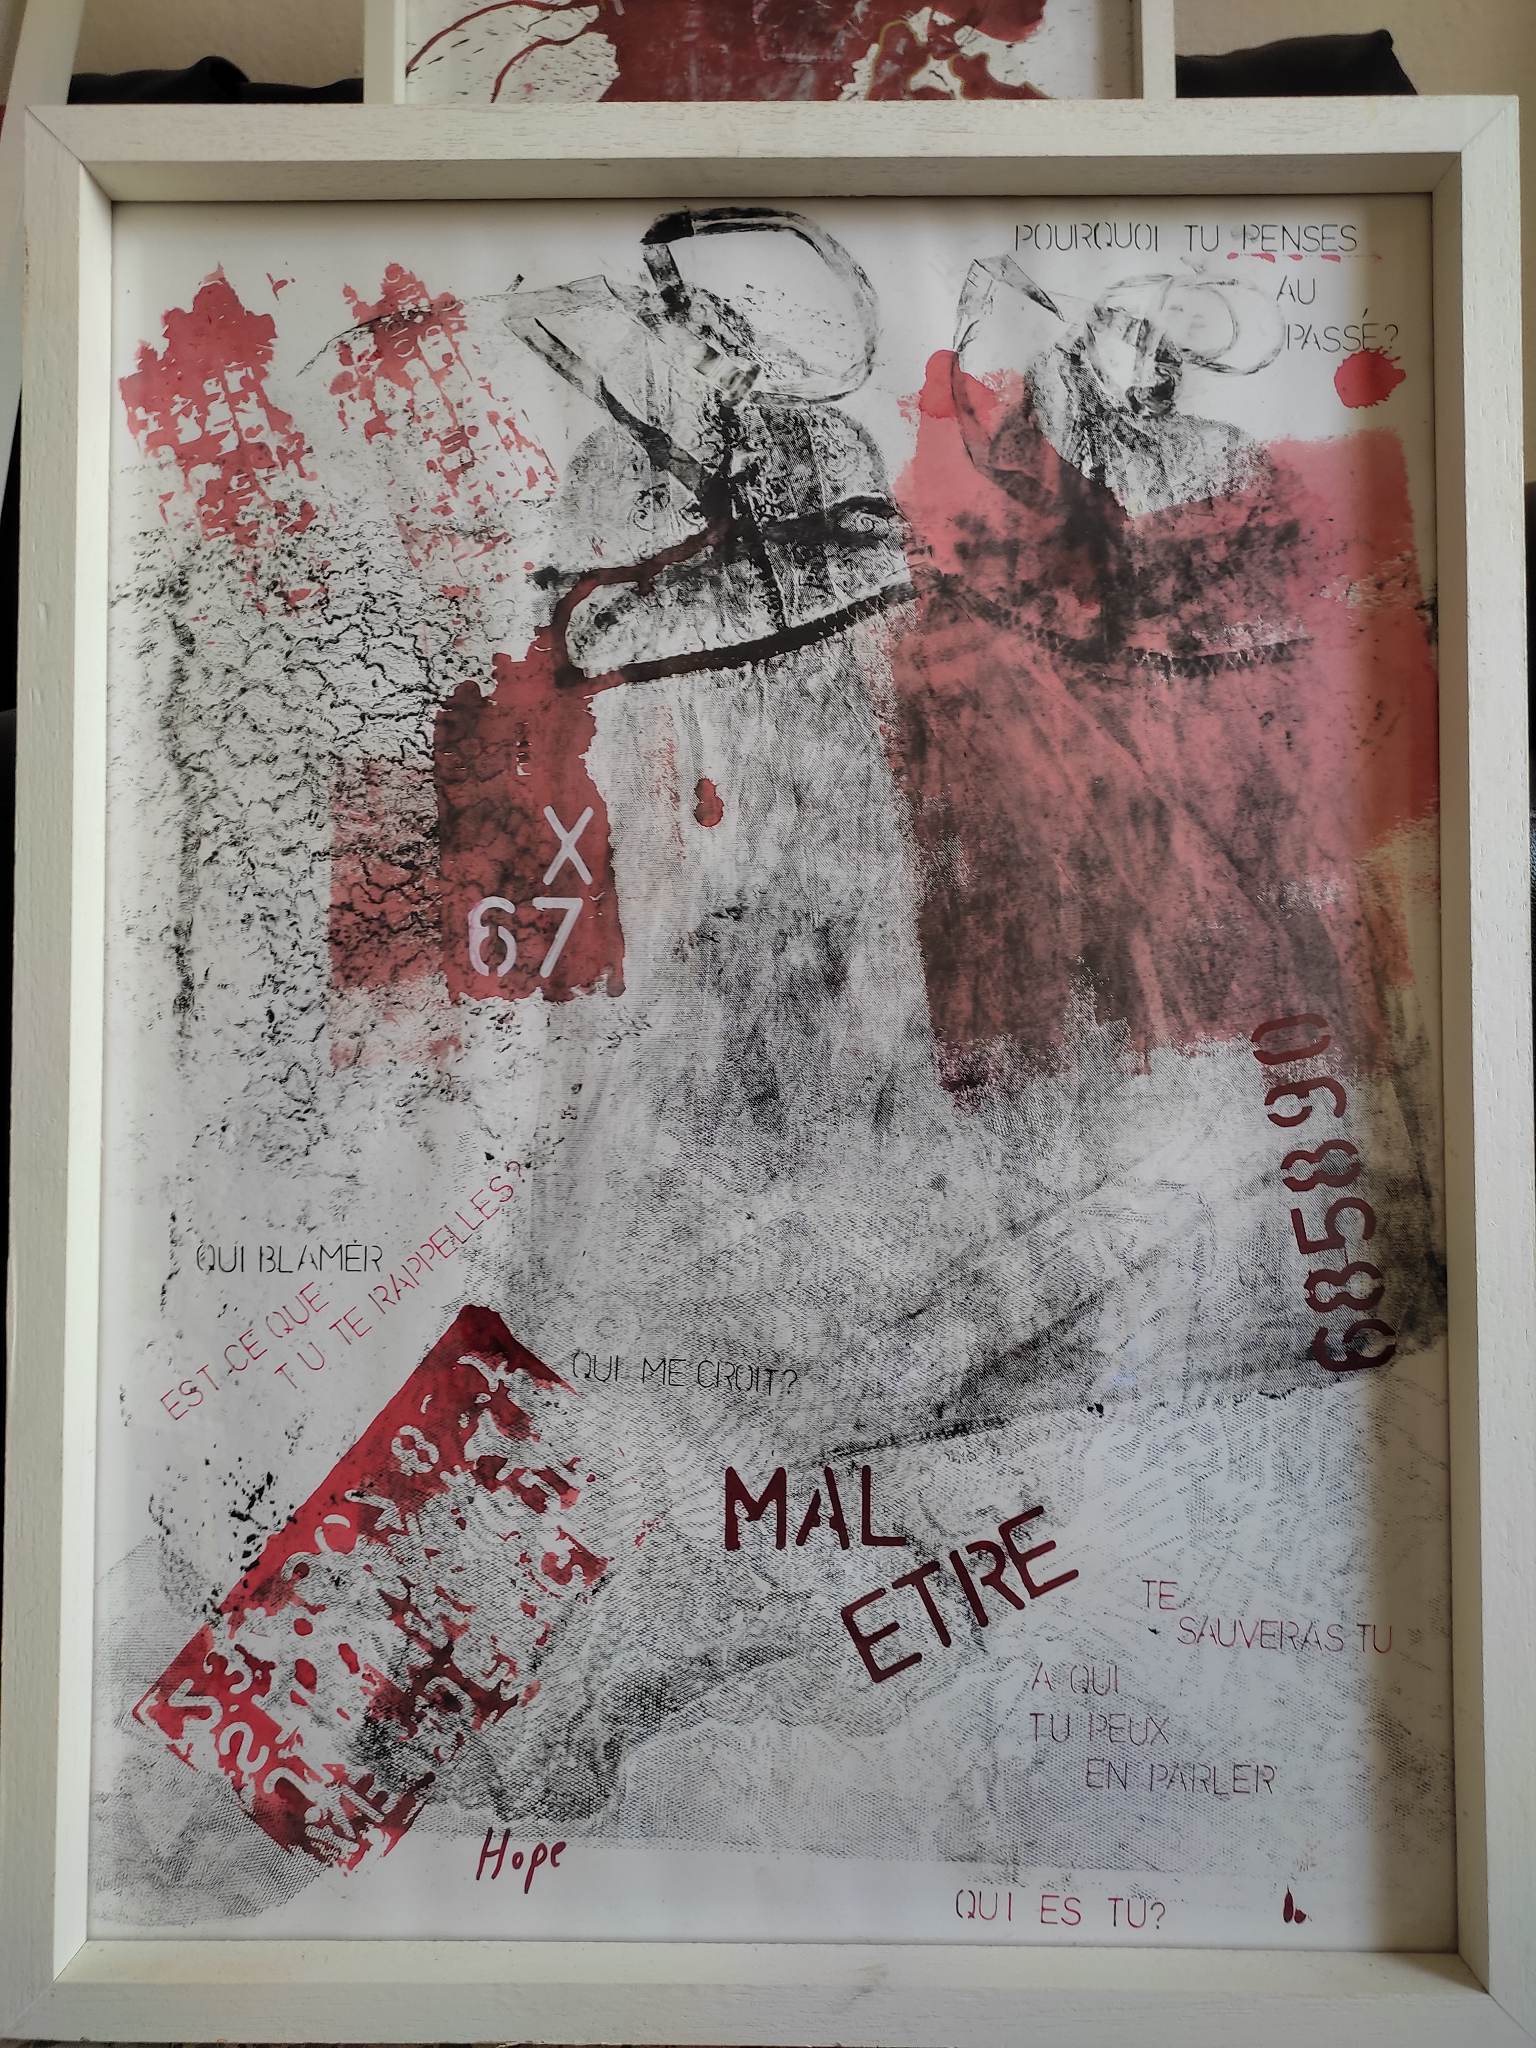 POURQUOI TU PENSES
AU
PASSÉ?
X
67
685890
QUI BLAMER
EST-CE QUE
TU TE RAPPELLES?
QUI ME CROIT?
MAL
ETRE
TE
SAUVERAS TU
A QUI
TU PEUX
EN PARLER
Hope
QUI ES TU?